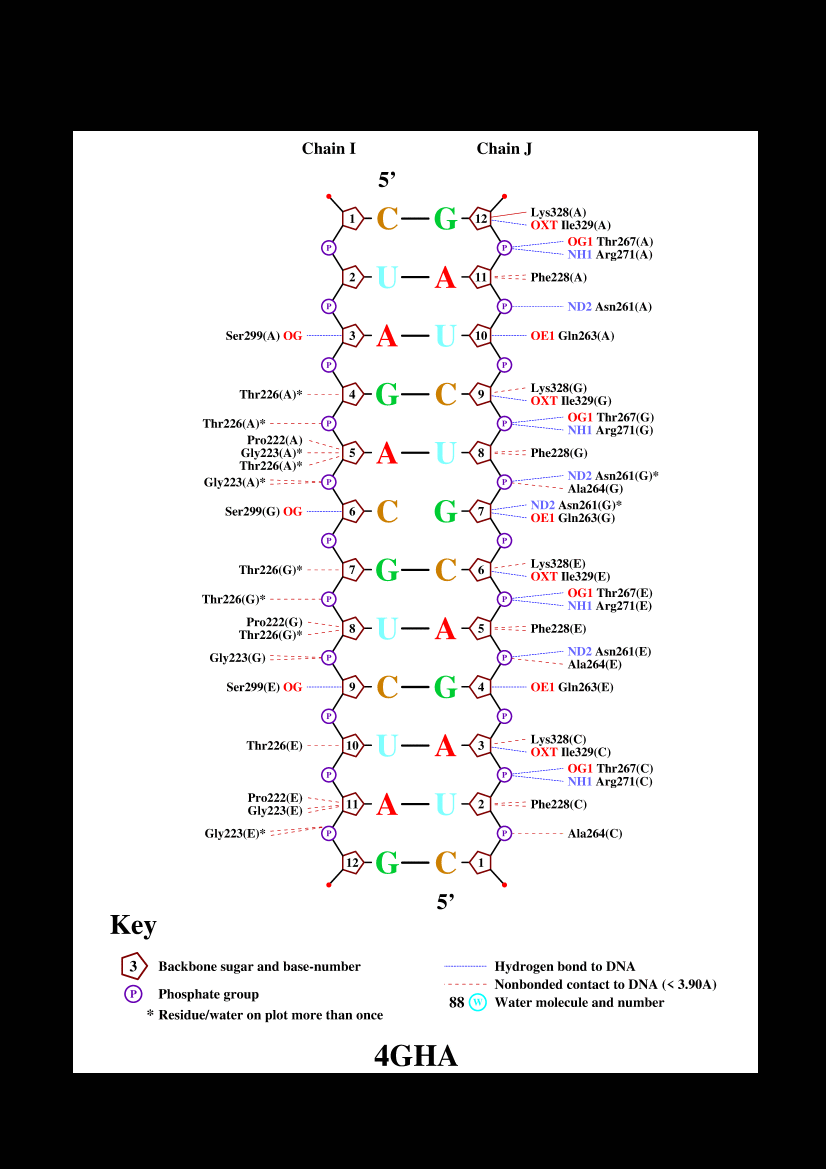 Chain I Chain J
5’
1 C G 12 Lys328(A)
OXT Ile329(A)
P P OG1 Thr267(A)
NH1 Arg271(A)
2 U A 11 Phe228(A)
P P ND2 Asn261(A)
Ser299(A) OG 3 A U 10 OE1 Gln263(A)
P P
Thr226(A)* 4 G C 9 Lys328(G)
OXT Ile329(G)
Thr226(A)* P P OG1 Thr267(G)
NH1 Arg271(G)
Pro222(A)
Gly223(A)* 5 A U 8 Phe228(G)
Thr226(A)*
Gly223(A)* P P ND2 Asn261(G)*
Ala264(G)
Ser299(G) OG 6 C G 7 ND2 Asn261(G)*
OE1 Gln263(G)
P P
Thr226(G)* 7 G C 6 Lys328(E)
OXT Ile329(E)
Thr226(G)* P P OG1 Thr267(E)
NH1 Arg271(E)
Pro222(G)
Thr226(G)* 8 U A 5 Phe228(E)
Gly223(G) P P ND2 Asn261(E)
Ala264(E)
Ser299(E) OG 9 C G 4 OE1 Gln263(E)
P P
Thr226(E) 10 U A 3 Lys328(C)
OXT Ile329(C)
P P OG1 Thr267(C)
NH1 Arg271(C)
Pro222(E)
Gly223(E) 11 A U 2 Phe228(C)
Gly223(E)* P P Ala264(C)
12 G C 1
5’
Key
3 Backbone sugar and base-number
P Phosphate group
* Residue/water on plot more than once
Hydrogen bond to DNA
Nonbonded contact to DNA (< 3.90A)
88 W Water molecule and number
4GHA